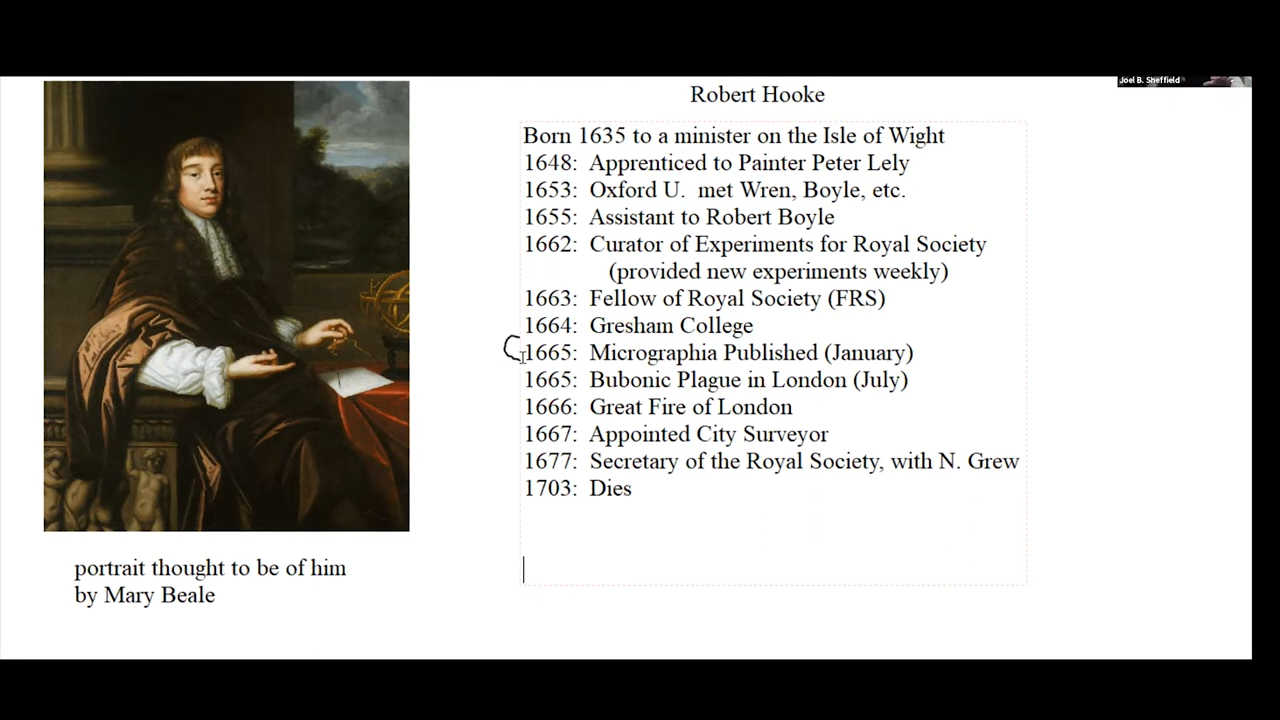 Joel B. Sheffield
Robert Hooke
Born 1635 to a minister on the Isle of Wight
1648:  Apprenticed to Painter Peter Lely
1653:  Oxford U.  met Wren, Boyle, etc.
1655:  Assistant to Robert Boyle
1662:  Curator of Experiments for Royal Society
(provided new experiments weekly)
1663:  Fellow of Royal Society (FRS)
1664:  Gresham College
1665:  Micrographia Published (January)
1665:  Bubonic Plague in London (July)
1666:  Great Fire of London
1667:  Appointed City Surveyor
1677:  Secretary of the Royal Society, with N. Grew
1703:  Dies
portrait thought to be of him
by Mary Beale